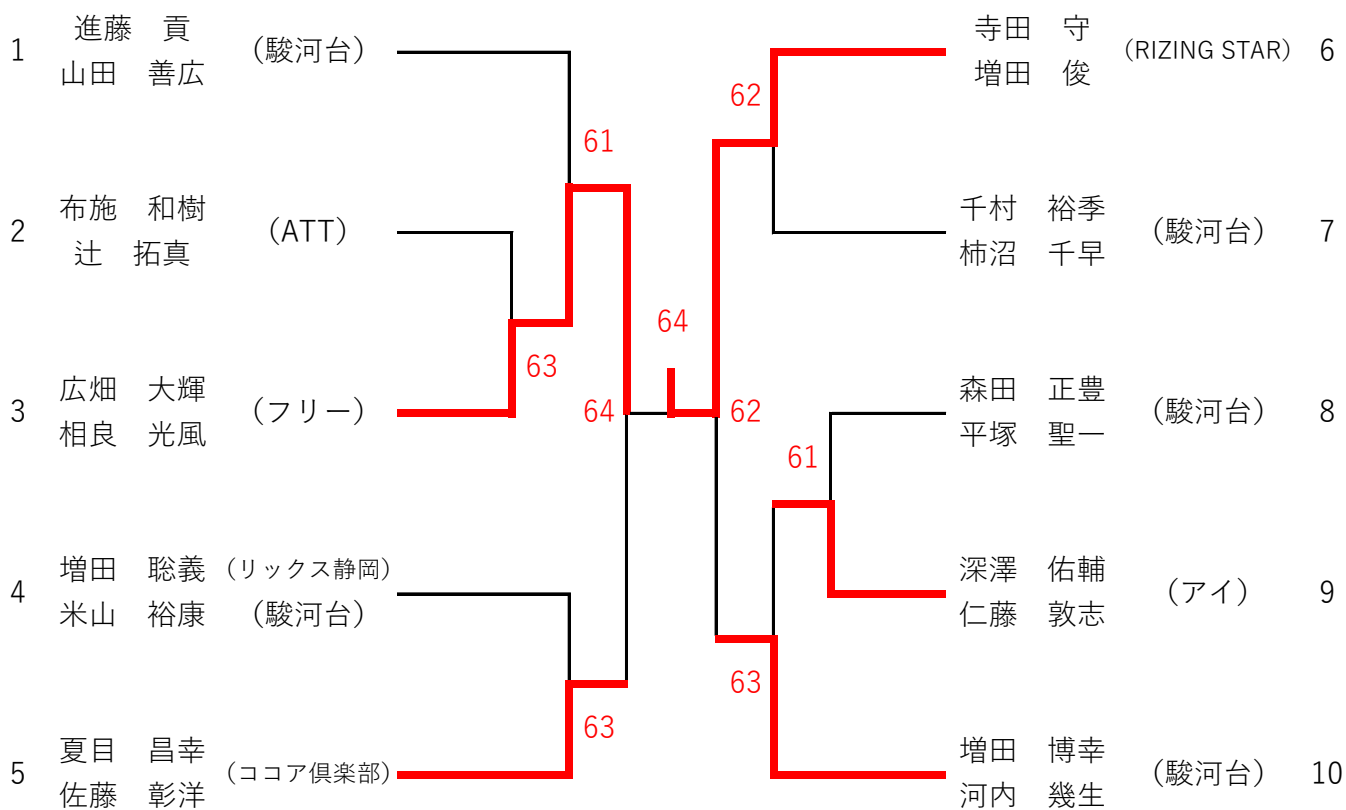 1
進藤　貢
山田　善広
(駿河台)
2
布施　和樹
辻　拓真
(ATT)
3
広畑　大輝
相良　光風
(フリー)
4
増田　聡義
(リックス静岡)
米山　裕康
(駿河台)
5
夏目　昌幸
佐藤　彰洋
(ココア倶楽部)
61
63
64
63
64
62
62
61
63
寺田　守
増田　俊
(RIZING STAR)
6
千村　裕季
柿沼　千早
(駿河台)
7
森田　正豊
平塚　聖一
(駿河台)
8
深澤　佑輔
仁藤　敦志
(アイ)
9
増田　博幸
河内　幾生
(駿河台)
10